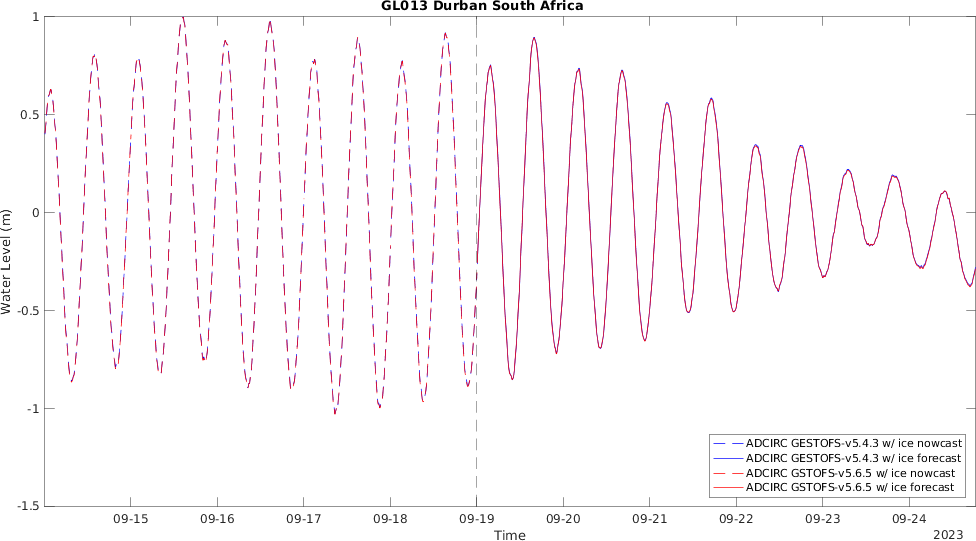 GL013 Durban South Africa
1
0.5
0
-0.5
-1
-1.5
Water Level (m)
09-15 09-16 09-17 09-18 09-19 09-20 09-21 09-22 09-23 09-24
Time
2023
ADCIRC GESTOFS-v5.4.3 w/ ice nowcast
ADCIRC GESTOFS-v5.4.3 w/ ice forecast
ADCIRC GSTOFS-v5.6.5 w/ ice nowcast
ADCIRC GSTOFS-v5.6.5 w/ ice forecast